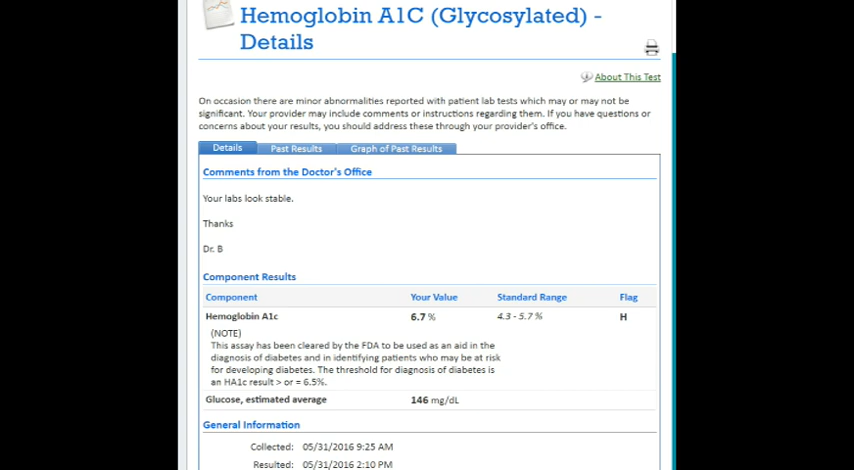 Hemoglobin A1C (Glycosylated) -
Details
About This Test
On occasion there are minor abnormalities reported with patient lab tests which may or may not be
significant. Your provider may include comments or instructions regarding them. If you have questions or
concerns about your results, you should address these through your provider's office.
Details Past Results Graph of Past Results
Comments from the Doctor's Office
Your labs look stable.
Thanks
Dr. B
Component Results
Component Your Value Standard Range Flag
Hemoglobin A1c 6.7 % 4.3 - 5.7 % H
(NOTE)
This assay has been cleared by the FDA to be used as an aid in the
diagnosis of diabetes and in identifying patients who may be at risk
for developing diabetes. The threshold for diagnosis of diabetes is
an HA1c result > or = 6.5%.
Glucose, estimated average 146 mg/dL
General Information
Collected: 05/31/2016 9:25 AM
Resulted: 05/31/2016 2:10 PM